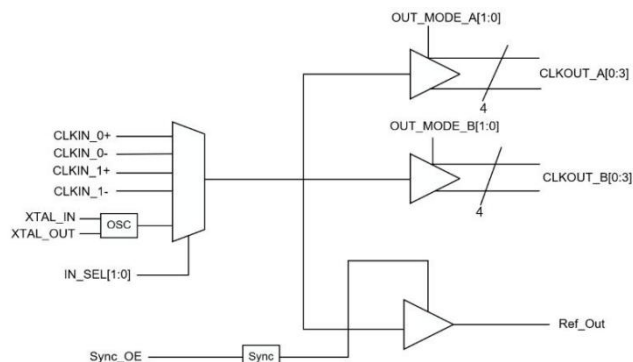 OUT_MODE_A[1:0]
CLKOUT_A[0:3]
4
OUT_MODE_B[1:0]
CLKIN_0+
CLKIN_0-
CLKIN_1+
CLKIN_1-
CLKOUT_B[0:3]
4
XTAL_IN
OSC
XTAL_OUT
IN_SEL[1:0]
Ref_Out
Sync_OE
Sync